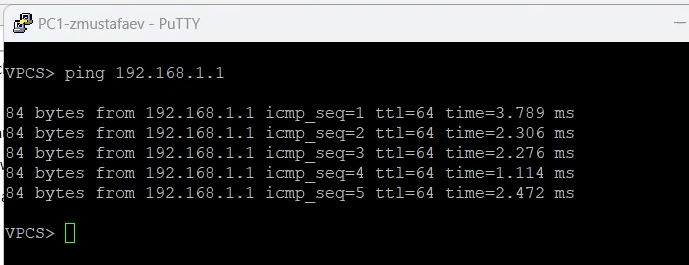 PC1-zmustafaev - PuTTY
VPCS> ping 192.168.1.1
84 bytes from 192.168.1.1 icmp_seq=1 ttl=64 time=3.789 ms
84 bytes from 192.168.1.1 icmp_seq=2 ttl=64 time=2.306 ms
84 bytes from 192.168.1.1 icmp_seq=3 ttl=64 time=2.276 ms
84 bytes from 192.168.1.1 icmp_seq=4 ttl=64 time=1.114 ms
84 bytes from 192.168.1.1 icmp_seq=5 ttl=64 time=2.472 ms
VPCS>